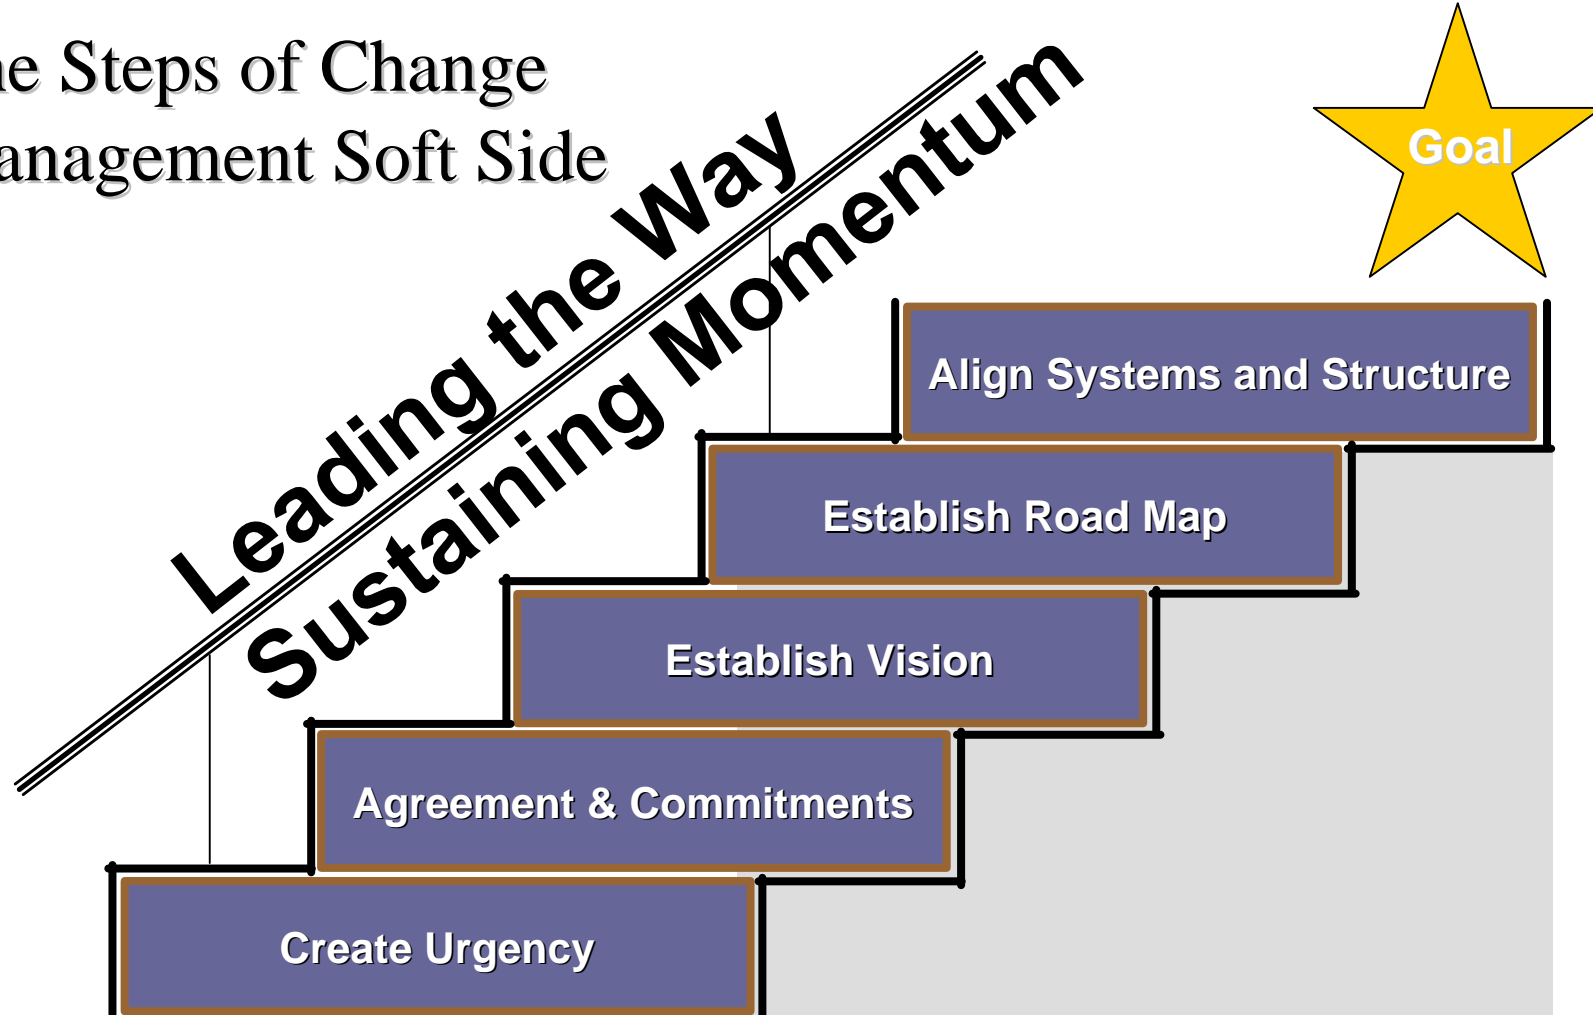 he Steps of Change
anagement Soft Side
Goal
Leading the Way
Sustaining Momentum
Align Systems and Structure
Establish Road Map
Establish Vision
Agreement & Commitments
Create Urgency